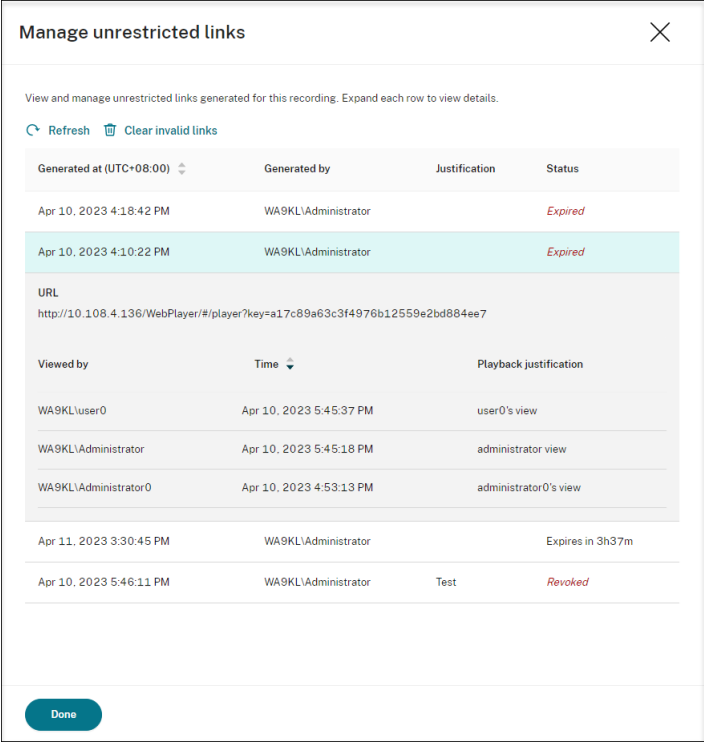 Manage unrestricted links
View and manage unrestricted links generated for this recording. Expand each row to view details.
Refresh Clear invalid links
Generated at (UTC+08:00) Generated by Justification Status
Apr 10, 2023 4:18:42 PM WA9KL\Administrator Expired
Apr 10, 2023 4:10:22 PM WA9KL\Administrator Expired
URL
http://10.108.4.136/WebPlayer/#/player?key=a17c89a63c3f4976b12559e2bd884ee7
Viewed by Time Playback justification
WA9KL\user0 Apr 10, 2023 5:45:37 PM user0's view
WA9KL\Administrator Apr 10, 2023 5:45:18 PM administrator view
WA9KL\Administrator0 Apr 10, 2023 4:53:13 PM administrator0's view
Apr 11, 2023 3:30:45 PM WA9KL\Administrator Expires in 3h37m
Apr 10, 2023 5:46:11 PM WA9KL\Administrator Test Revoked
Done